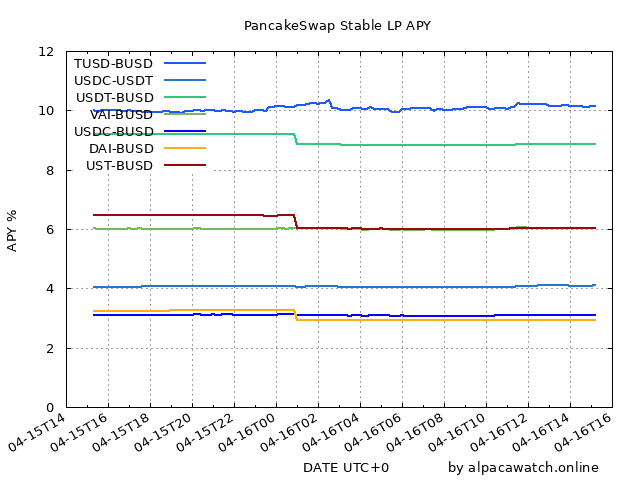 PancakeSwap Stable LP APY
12
10
8
6
4
2
0
APY %
TUSD-BUSD
USDC-USDT
USDT-BUSD
VAI-BUSD
USDC-BUSD
DAI-BUSD
UST-BUSD
04-15T14
04-15T16
04-15T18
04-15T20
04-15T22
04-16T00
04-16T02
04-16T04
04-16T06
04-16T08
04-16T10
04-16T12
04-16T14
04-16T16
DATE UTC+0
by alpacawatch.online